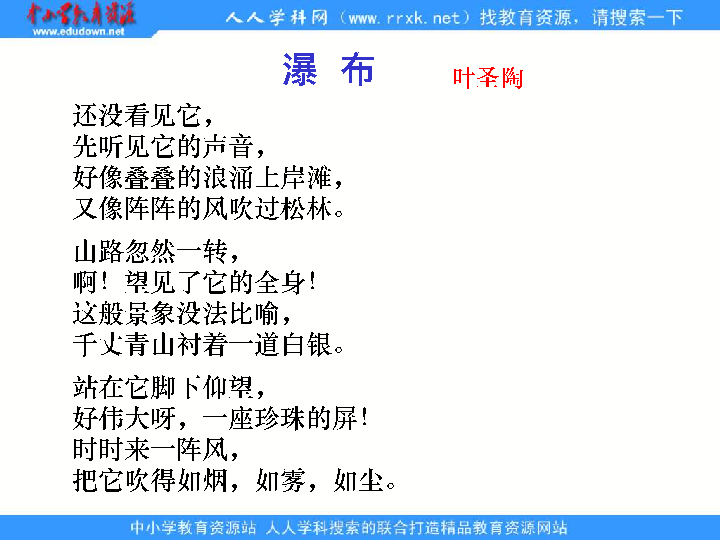 中小学教育资源
www.edudown.net
人人学科网（www.rrxk.net）找教育资源，请搜索一下
瀑 布
叶圣陶
还没看见它，
先听见它的声音，
好像叠叠的浪涌上岸滩，
又像阵阵的风吹过松林。
山路忽然一转，
啊！望见了它的全身！
这般景象没法比喻，
千丈青山衬着一道白银。
站在它脚下仰望，
好伟大呀，一座珍珠的屏！
时时来一阵风，
把它吹得如烟，如雾，如尘。
中小学教育资源站 人人学科搜索的联合打造精品教育资源网站